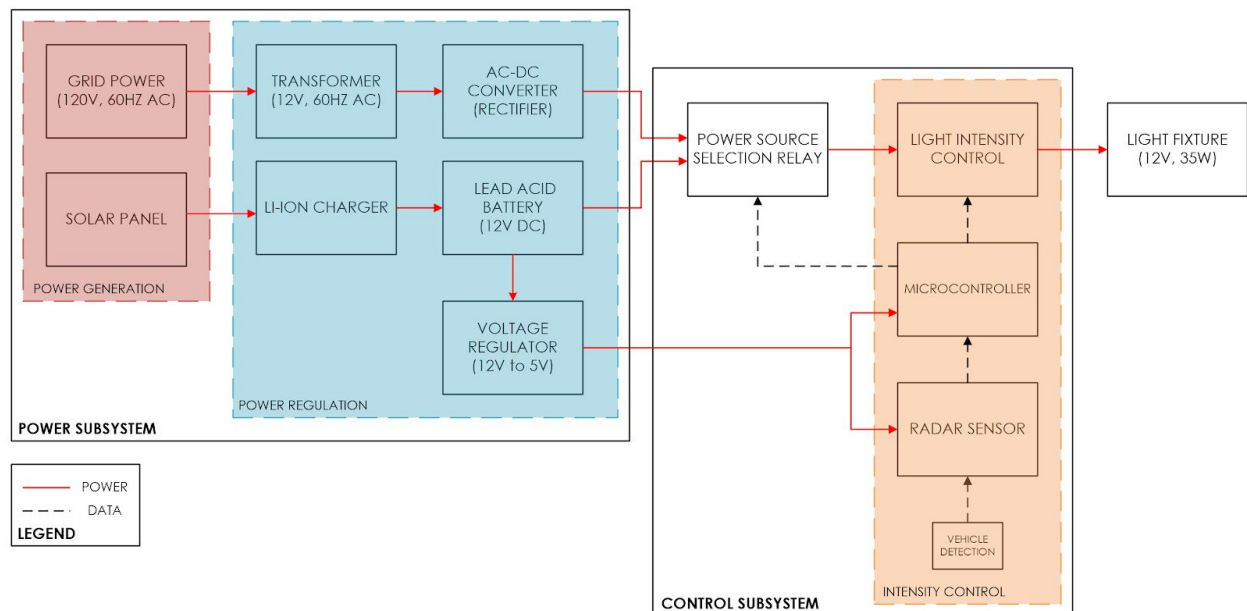 GRID POWER
(120V, 60HZ AC)
SOLAR PANEL
POWER GENERATION
TRANSFORMER
(12V, 60HZ AC)
AC-DC
CONVERTER
(RECTIFIER)
LI-ION CHARGER
LEAD ACID
BATTERY
(12V DC)
VOLTAGE
REGULATOR
(12V to 5V)
POWER REGULATION
POWER SUBSYSTEM
POWER SOURCE
SELECTION RELAY
LIGHT INTENSITY
CONTROL
MICROCONTROLLER
RADAR SENSOR
VEHICLE
DETECTION
INTENSITY CONTROL
CONTROL SUBSYSTEM
LIGHT FIXTURE
(12V, 35W)
POWER
DATA
LEGEND